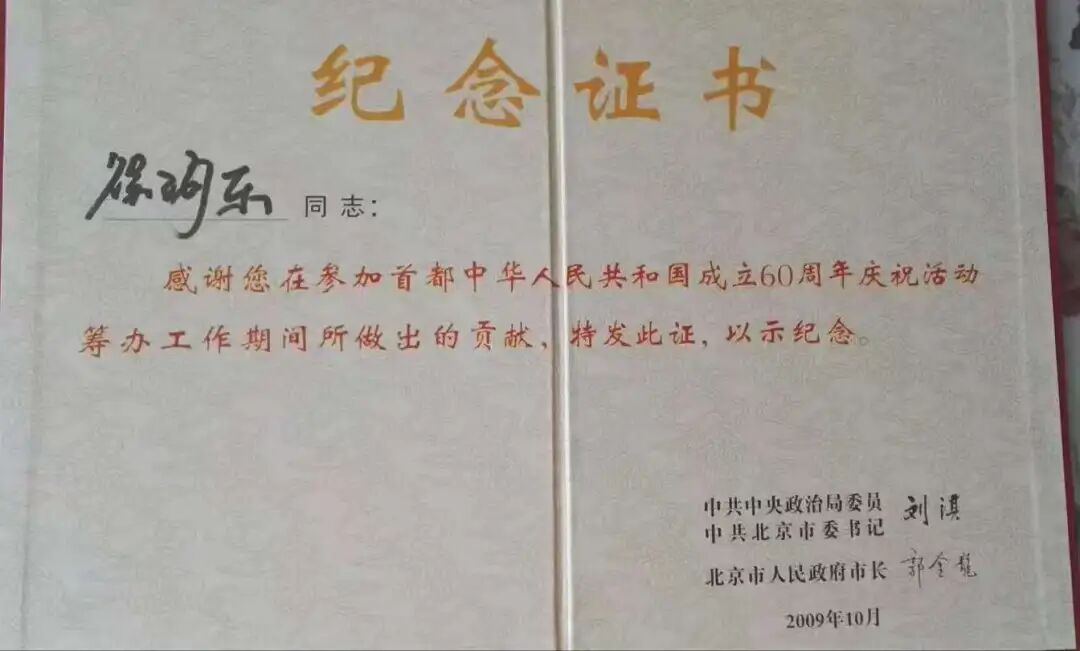 纪念证书
同志：
感谢您在参加首都中华人民共和国成立60周年庆祝活动
筹办工作期间所做出的贡献，特发此证，以示纪念。
中共中央政治局委员 刘淇
中共北京市委书记
北京市人民政府市长 郭金龙
2009年10月